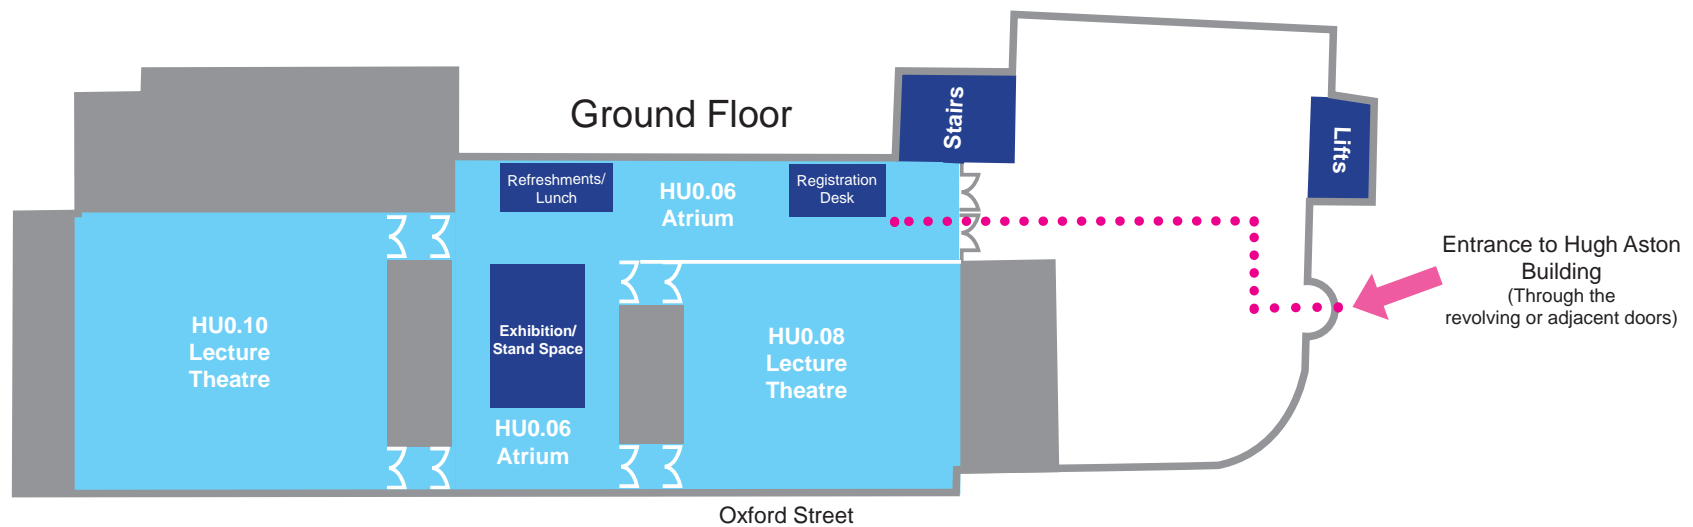 Ground Floor
Stairs
Lifts
Refreshments/
Lunch
HU0.06
Atrium
Registration
Desk
Entrance to Hugh Aston
Building
(Through the
revolving or adjacent doors)
HU0.10
Lecture
Theatre
Exhibition/
Stand Space
HU0.08
Lecture
Theatre
HU0.06
Atrium
Oxford Street